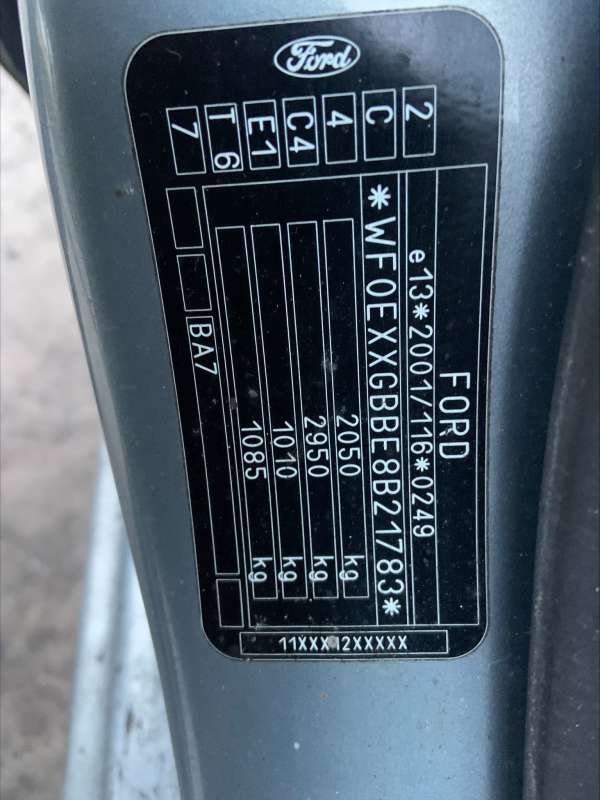 Ford
FORD
e13*2001/116*0249
*WF0EXXGBBE8B21783*
2050 kg
2950 kg
1010 kg
1085 kg
BA7
2
C
4
C4
E1
T 6
7
11XXX12XXXXX